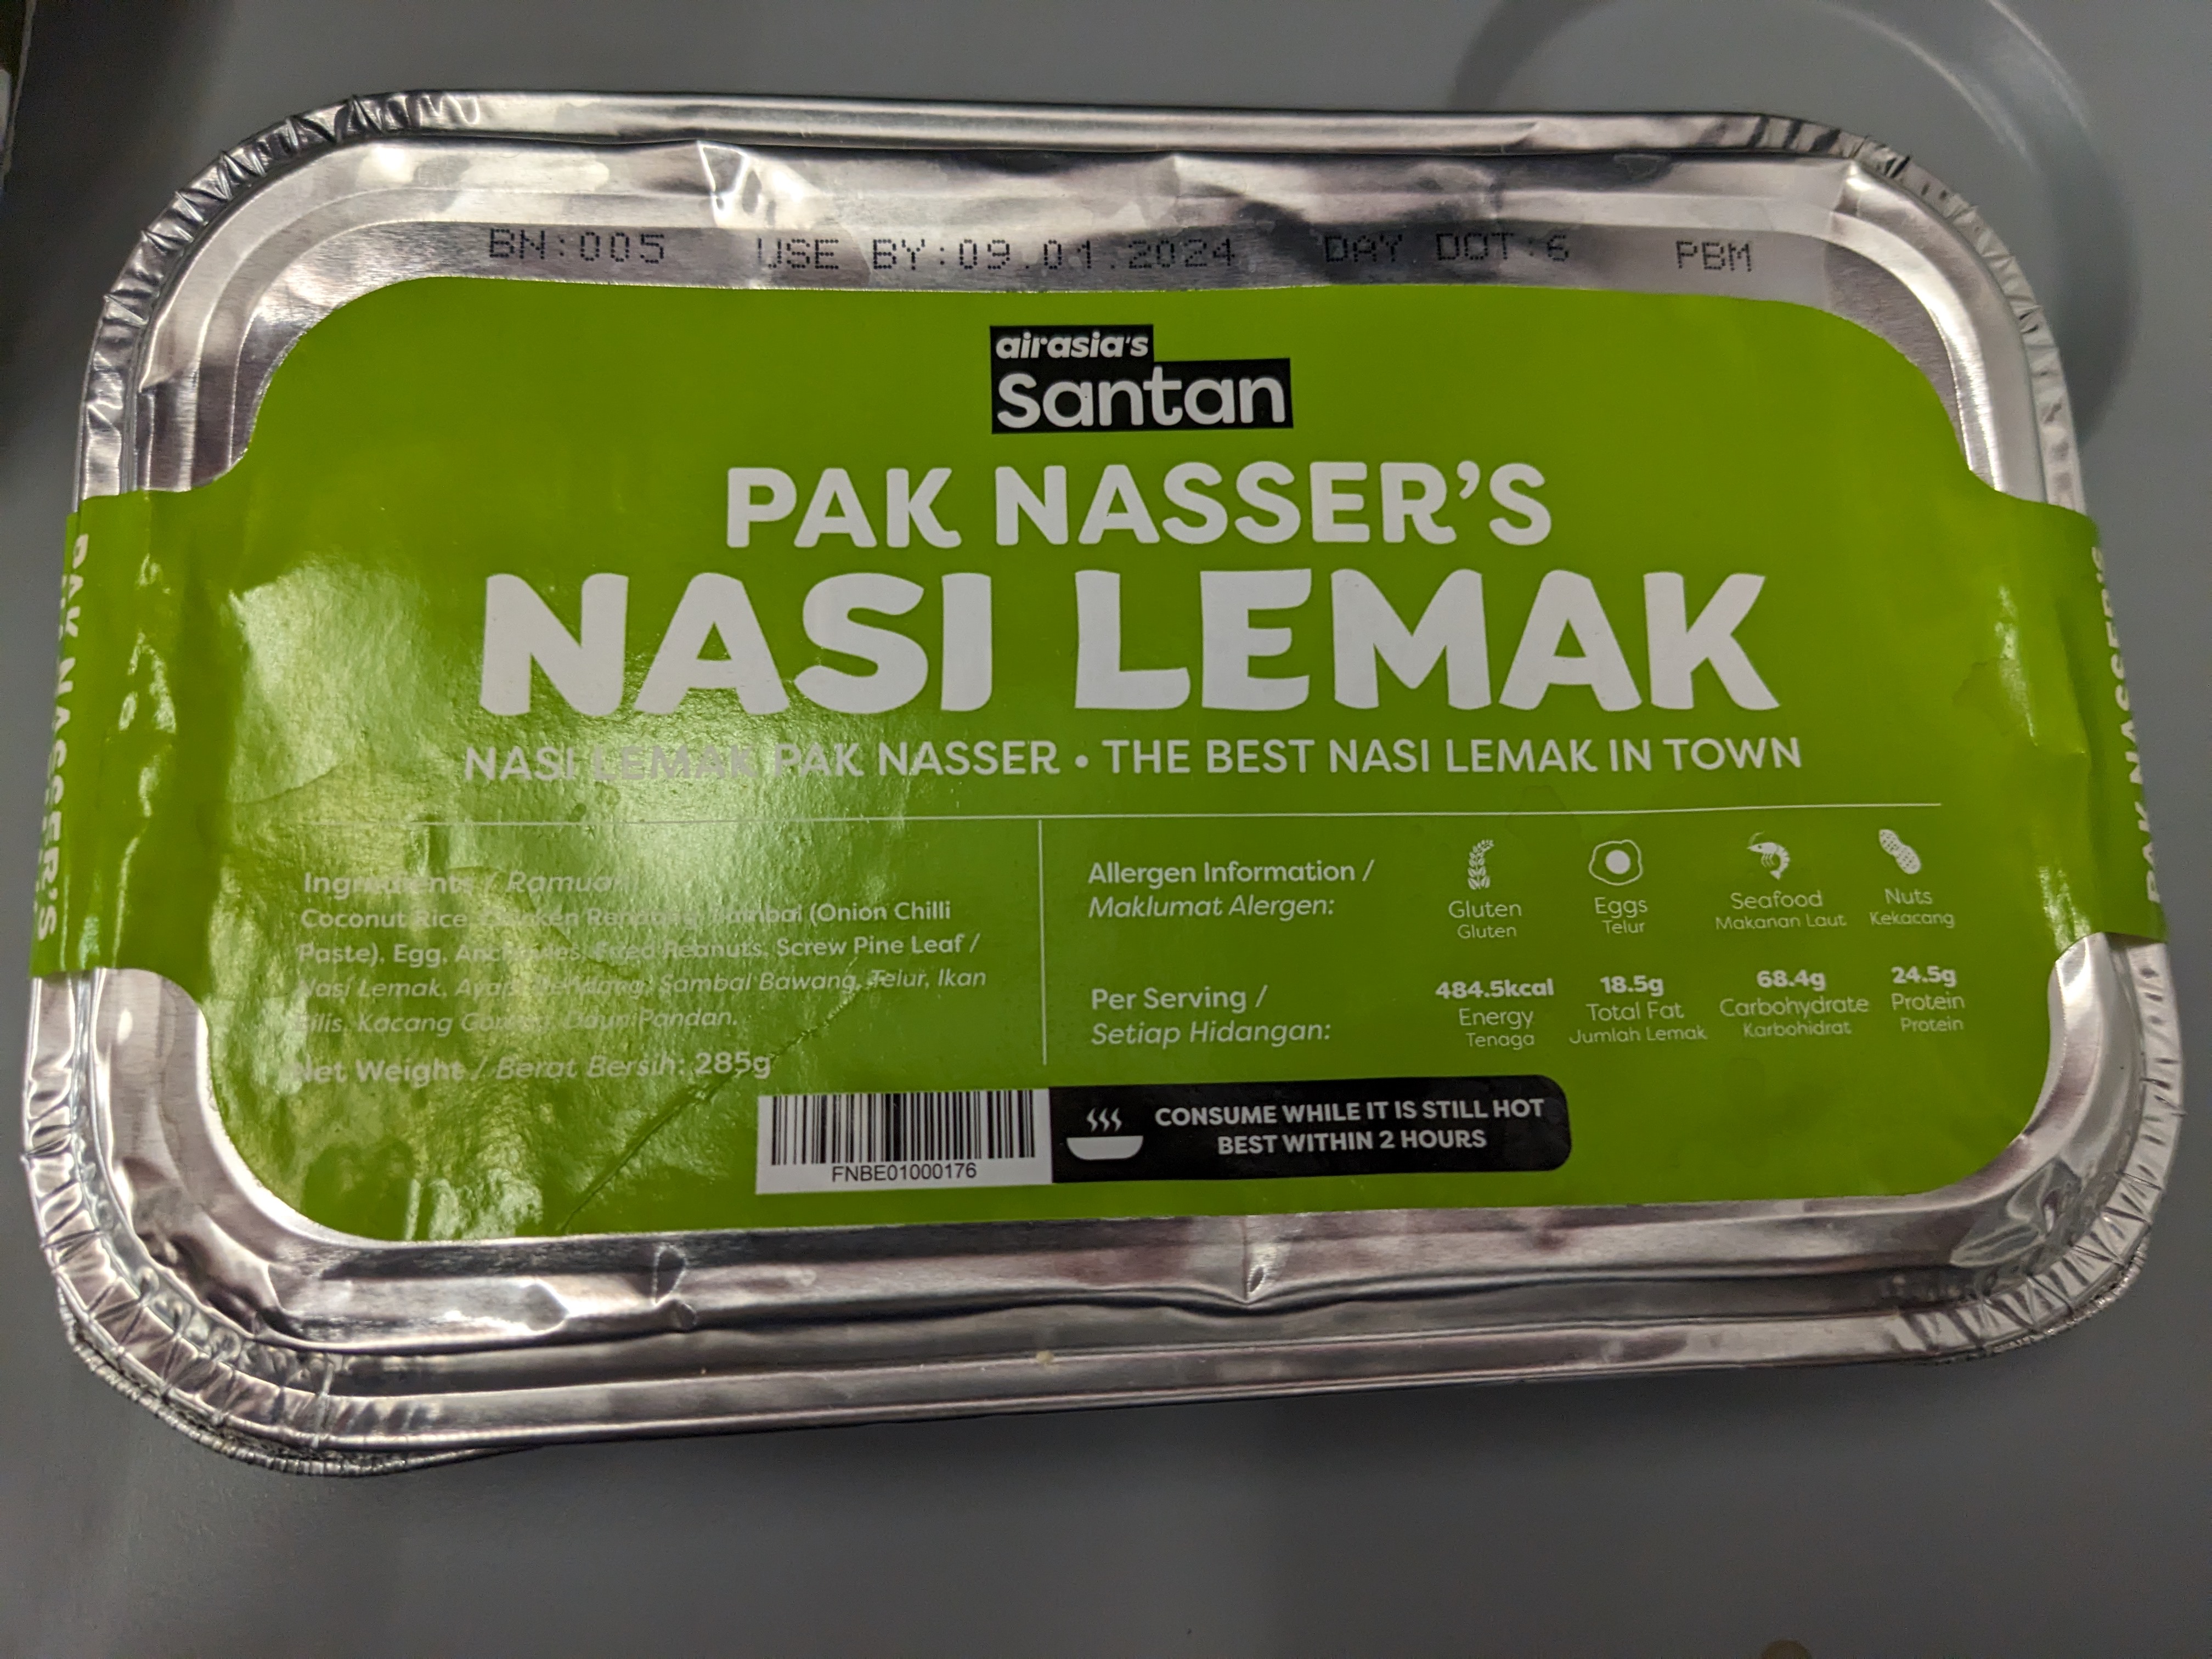 BN:005 USE BY:09.01.2024 DAY DOT:6 PBM
airasia's
Santan
PAK NASSER'S
NASI LEMAK
NASI LEMAK PAK NASSER • THE BEST NASI LEMAK IN TOWN
Ingredients / Ramuan:
Coconut Rice, Chicken Rendang, Sambal (Onion Chilli
Paste), Egg, Anchovies, Fried Peanuts, Screw Pine Leaf /
Nasi Lemak, Ayam Rendang, Sambal Bawang, Telur, Ikan
Bilis, Kacang Goreng, Daun Pandan.
Net Weight / Berat Bersih: 285g
Allergen Information /
Maklumat Alergen:
Gluten
Gluten
Eggs
Telur
Seafood
Makanan Laut
Nuts
Kekacang
Per Serving /
Setiap Hidangan:
484.5kcal
Energy
Tenaga
18.5g
Total Fat
Jumlah Lemak
68.4g
Carbohydrate
Karbohidrat
24.5g
Protein
Protein
FNBE01000176
CONSUME WHILE IT IS STILL HOT
BEST WITHIN 2 HOURS
PAK NASSER'S
PAK NASSER'S